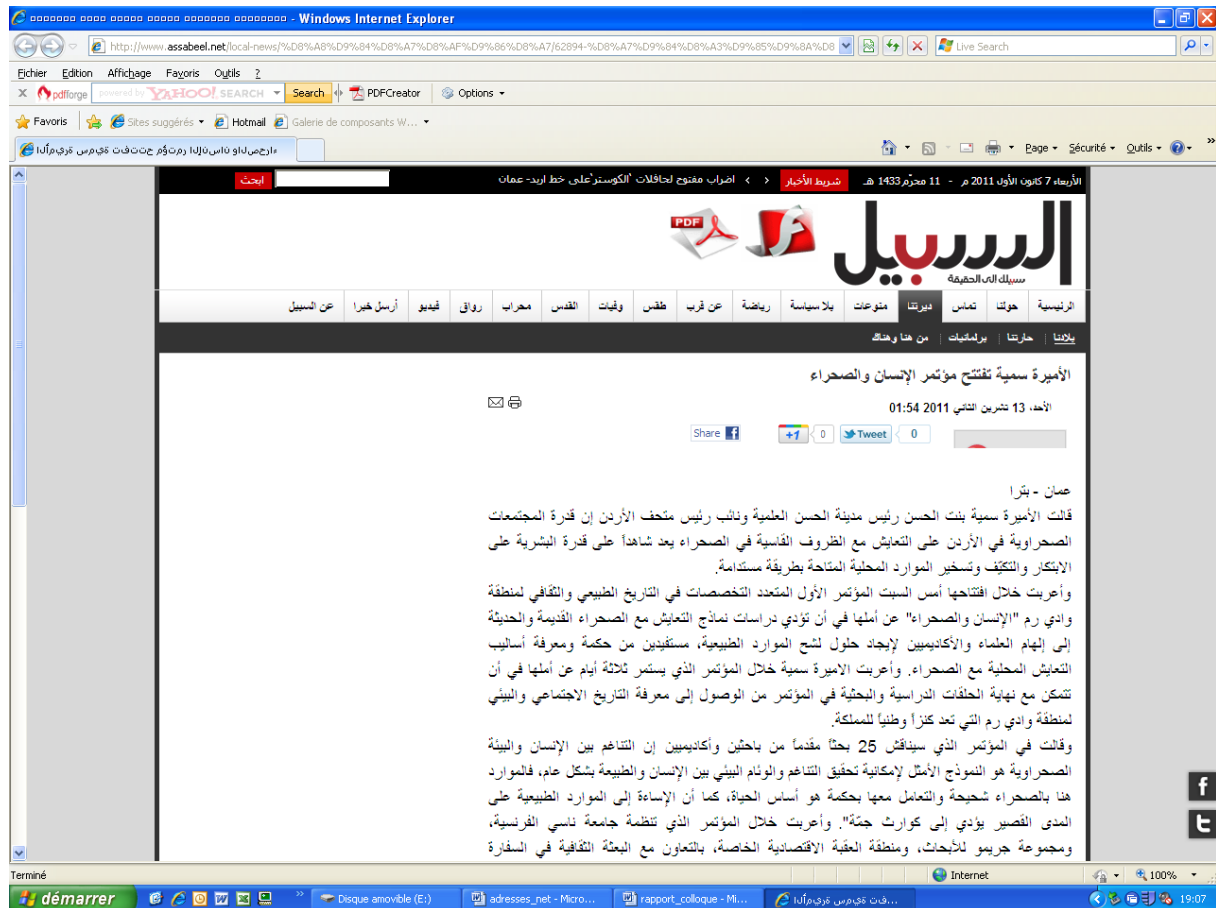 - Windows Internet Explorer
http://www.assabeel.net/local-news/%D8%A8%D9%84%D8%A7%D8%AF%D9%86%D8%A7/62894-%D8%A7%D9%84%D8%A3%D9%85%D9%8A%D8
Live Search
Fichier Edition Affichage Favoris Outils ?
X pdfforge powered by YAHOO! SEARCH Search PDFCreator Options
Favoris Sites suggérés Hotmail Galerie de composants W...
الأميرة سمية تفتتح مؤتمر الإنسان والصحراء
Page Sécurité Outils »
الأربعاء 7 كانون الأول 2011 م - 11 محرّم 1433 هـ شريط الأخبار اضراب مفتوح لحافلات "الكوستر"على خط اربد- عمان ابحث
PDF
السبيل
سبيلك الى الحقيقة
الرئيسية حولنا تماس ديرتنا منوعات بلا سياسة رياضة عن قرب طقس وفيات القدس محراب رواق فيديو أرسل خبرا عن السبيل
بلادنا | حارتنا | برلمانيات | من هنا وهناك
الأميرة سمية تفتتح مؤتمر الإنسان والصحراء
الأحد، 13 تشرين الثاني 2011 01:54
Share +1 0 Tweet 0
عمان - بترا
قالت الأميرة سمية بنت الحسن رئيس مدينة الحسن العلمية ونائب رئيس متحف الأردن إن قدرة المجتمعات
الصحراوية في الأردن على التعايش مع الظروف القاسية في الصحراء يعد شاهداً على قدرة البشرية على
الابتكار والتكيّف وتسخير الموارد المحلية المتاحة بطريقة مستدامة.
وأعربت خلال افتتاحها أمس السبت المؤتمر الأول المتعدد التخصصات في التاريخ الطبيعي والثقافي لمنطقة
وادي رم "الإنسان والصحراء" عن أملها في أن تؤدي دراسات نماذج التعايش مع الصحراء القديمة والحديثة
إلى إلهام العلماء والأكاديميين لإيجاد حلول لشح الموارد الطبيعية، مستفيدين من حكمة ومعرفة أساليب
التعايش المحلية مع الصحراء. وأعربت الاميرة سمية خلال المؤتمر الذي يستمر ثلاثة أيام عن أملها في أن
تتمكن مع نهاية الحلقات الدراسية والبحثية في المؤتمر من الوصول إلى معرفة التاريخ الاجتماعي والبيئي
لمنطقة وادي رم التي تعد كنزاً وطنياً للمملكة.
وقالت في المؤتمر الذي سيناقش 25 بحثاً مقدماً من باحثين وأكاديميين إن التناغم بين الإنسان والبيئة
الصحراوية هو النموذج الأمثل لإمكانية تحقيق التناغم والوئام البيئي بين الإنسان والطبيعة بشكل عام، فالموارد
هنا بالصحراء شحيحة والتعامل معها بحكمة هو أساس الحياة، كما أن الإساءة إلى الموارد الطبيعية على
المدى القصير يؤدي إلى كوارث جمّة". وأعربت خلال المؤتمر الذي تنظمة جامعة ناسي الفرنسية،
ومجموعة جريمو للأبحاث، ومنطقة العقبة الاقتصادية الخاصة، بالتعاون مع البعثة الثقافية في السفارة
Terminé Internet 100%
démarrer » Disque amovible (E:) adresses_net - Micro... rapport_colloque - Mi... 19:07